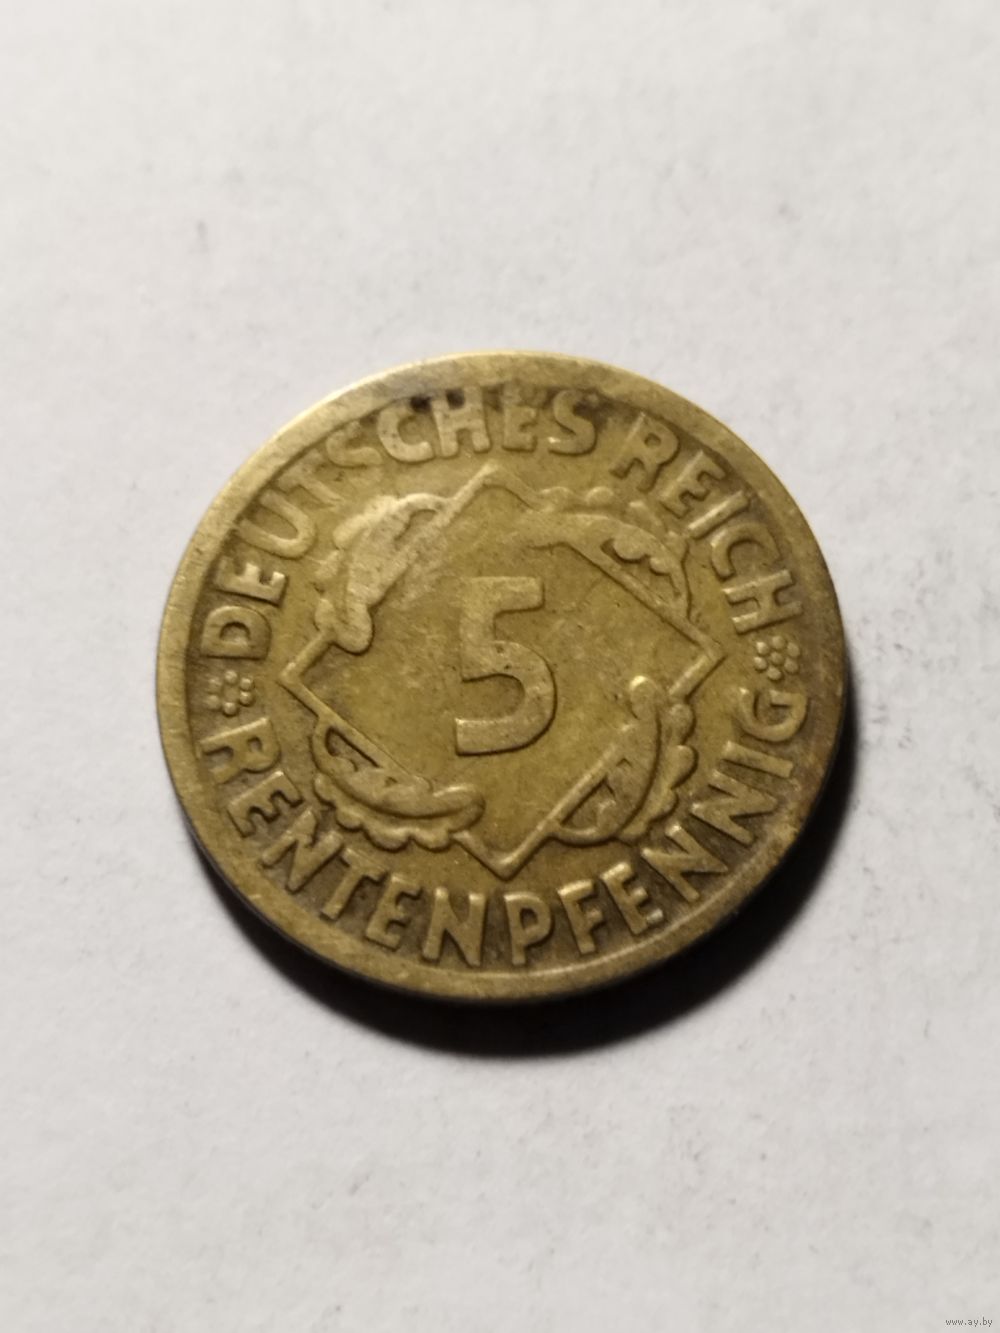 DEUTSCHES REICH
5
RENTENPFENNIG
www.ay.by